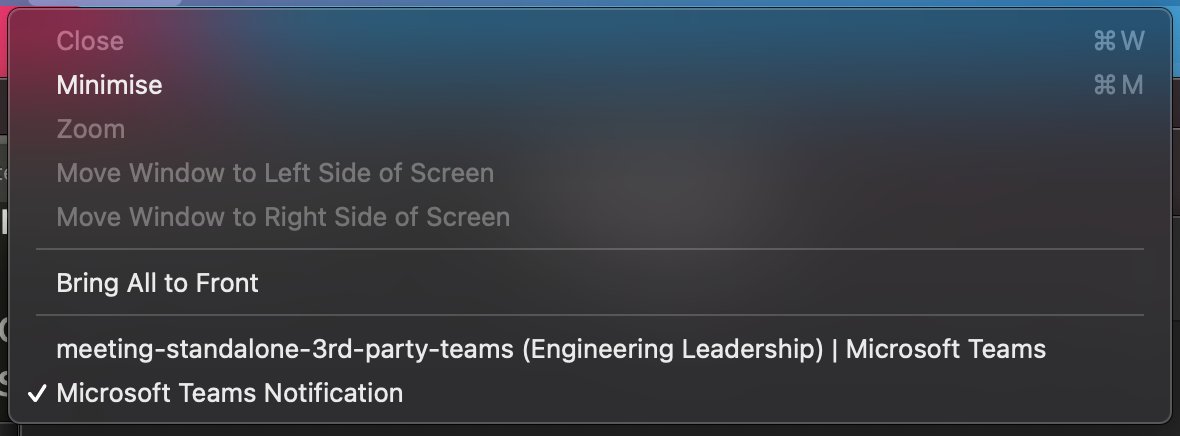 Close ⌘ W
Minimise ⌘ M
Zoom
Move Window to Left Side of Screen
Move Window to Right Side of Screen
Bring All to Front
meeting-standalone-3rd-party-teams (Engineering Leadership) | Microsoft Teams
✓ Microsoft Teams Notification